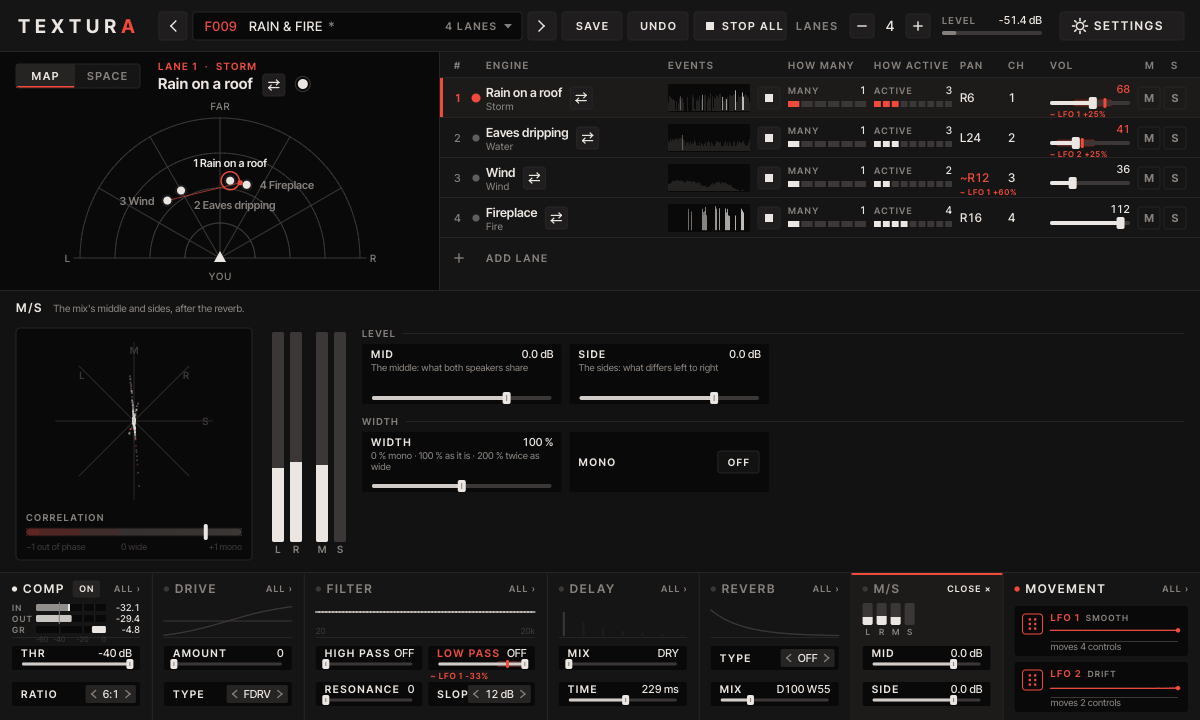 TEXTURA
F009 RAIN & FIRE * 4 LANES
SAVE UNDO STOP ALL LANES 4 LEVEL -51.4 dB SETTINGS
MAP SPACE
LANE 1 · STORM
Rain on a roof
FAR
1 Rain on a roof
4 Fireplace
3 Wind
2 Eaves dripping
L R
YOU
# ENGINE EVENTS HOW MANY HOW ACTIVE PAN CH VOL M S
1 Rain on a roof MANY 1 ACTIVE 3 R6 1 68 M S
Storm ~ LFO 1 +25%
2 Eaves dripping MANY 1 ACTIVE 3 L24 2 41 M S
Water ~ LFO 2 +25%
3 Wind MANY 1 ACTIVE 2 ~R12 3 36 M S
Wind ~ LFO 1 +60%
4 Fireplace MANY 1 ACTIVE 4 R16 4 112 M S
Fire
+ ADD LANE
M/S The mix's middle and sides, after the reverb.
M
L R
S
CORRELATION
−1 out of phase 0 wide +1 mono
L R M S
LEVEL
MID 0.0 dB
The middle: what both speakers share
SIDE 0.0 dB
The sides: what differs left to right
WIDTH
WIDTH 100 %
0 % mono · 100 % as it is · 200 % twice as
wide
MONO OFF
COMP ON ALL ›
IN -32.1
OUT -29.4
GR -4.8
-60 -40 -20 0
THR -40 dB
RATIO 6:1
DRIVE ALL ›
AMOUNT 0
TYPE FDRV
FILTER ALL ›
20 20k
HIGH PASS OFF
LOW PASS OFF
~ LFO 1 -33%
RESONANCE 0
SLOP 12 dB
DELAY ALL ›
MIX DRY
TIME 229 ms
REVERB ALL ›
TYPE OFF
MIX D100 W55
M/S CLOSE ×
L R M S
MID 0.0 dB
SIDE 0.0 dB
MOVEMENT ALL ›
LFO 1 SMOOTH
moves 4 controls
LFO 2 DRIFT
moves 2 controls